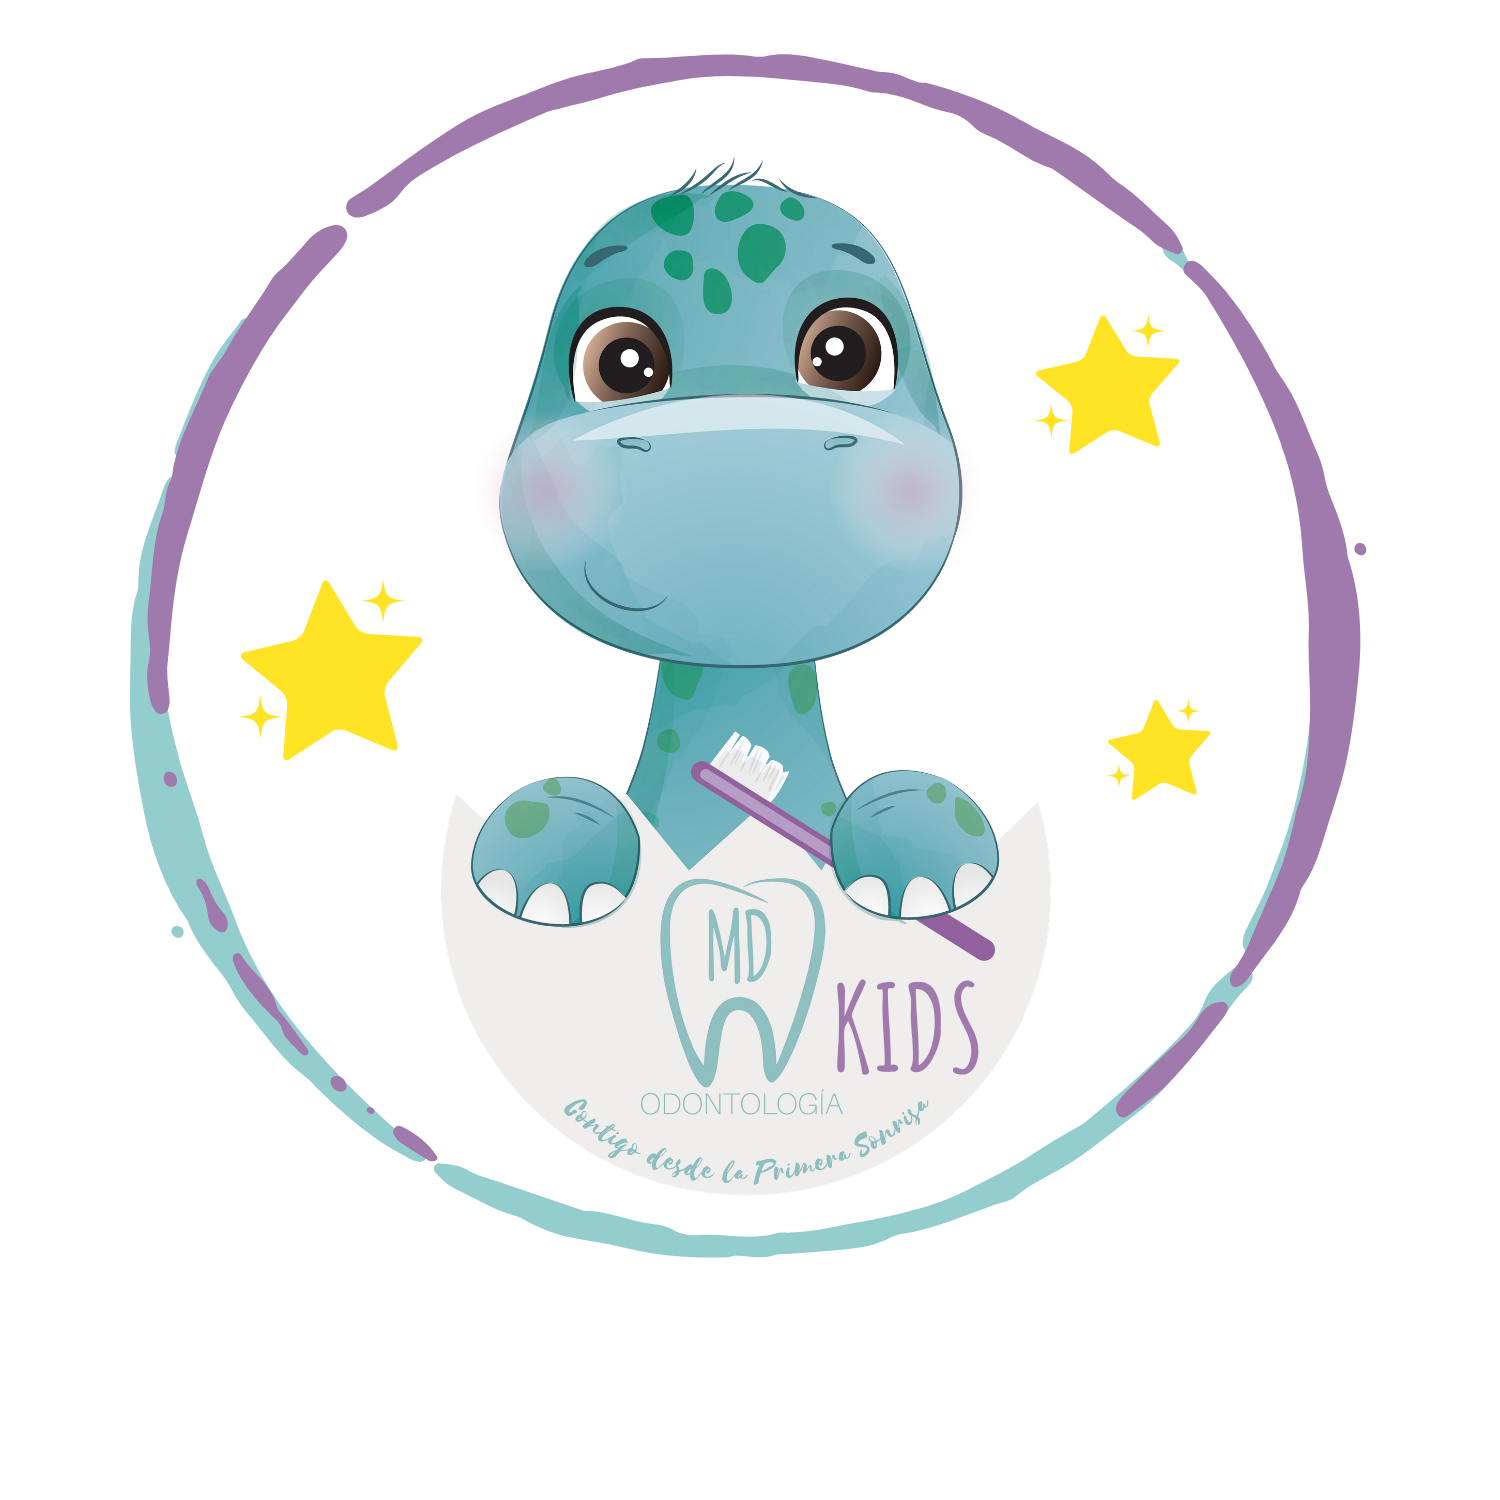 MD
KIDS
ODONTOLOGÍA
Contigo desde la Primera Sonrisa